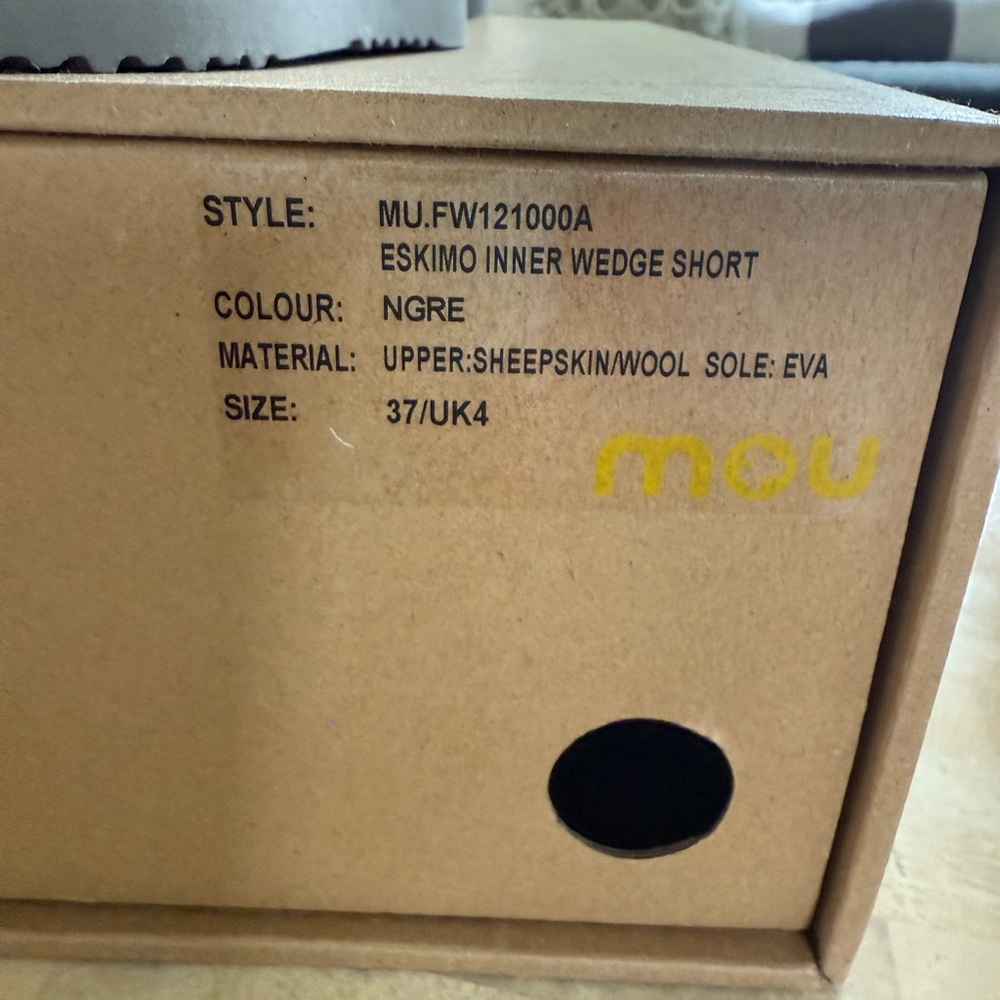 STYLE: MU.FW121000A
ESKIMO INNER WEDGE SHORT
COLOUR: NGRE
MATERIAL: UPPER:SHEEPSKIN/WOOL SOLE: EVA
SIZE: 37/UK4
mou